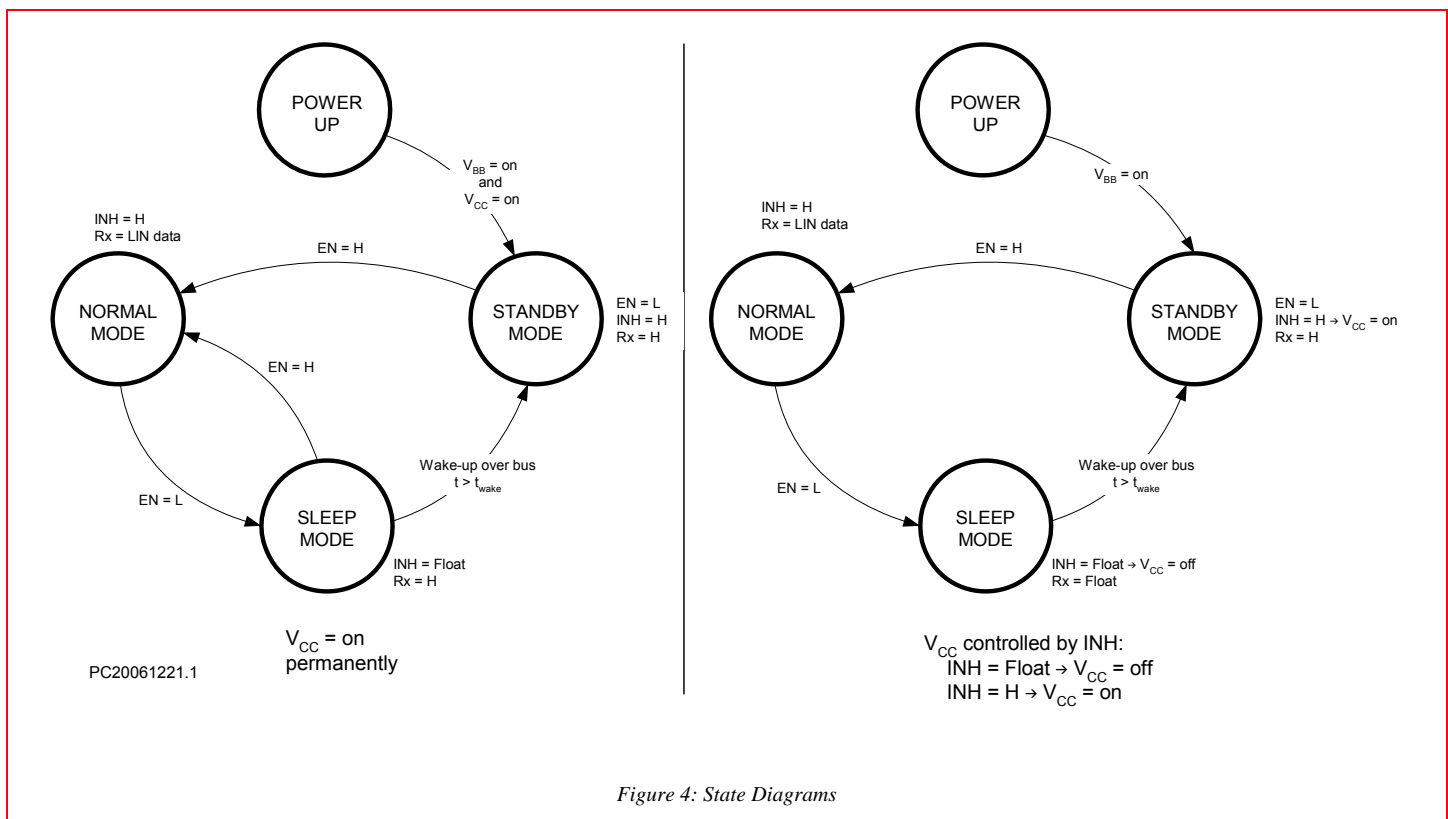 POWER
UP
V_BB = on
and
V_CC = on
INH = H
Rx = LIN data
EN = H
NORMAL
MODE
STANDBY
MODE
EN = L
INH = H
Rx = H
EN = H
EN = L
Wake-up over bus
t > t_wake
SLEEP
MODE
INH = Float
Rx = H
V_CC = on
permanently
PC20061221.1
POWER
UP
V_BB = on
INH = H
Rx = LIN data
EN = H
NORMAL
MODE
STANDBY
MODE
EN = L
INH = H → V_CC = on
Rx = H
EN = L
Wake-up over bus
t > t_wake
SLEEP
MODE
INH = Float → V_CC = off
Rx = Float
V_CC controlled by INH:
INH = Float → V_CC = off
INH = H → V_CC = on
Figure 4: State Diagrams